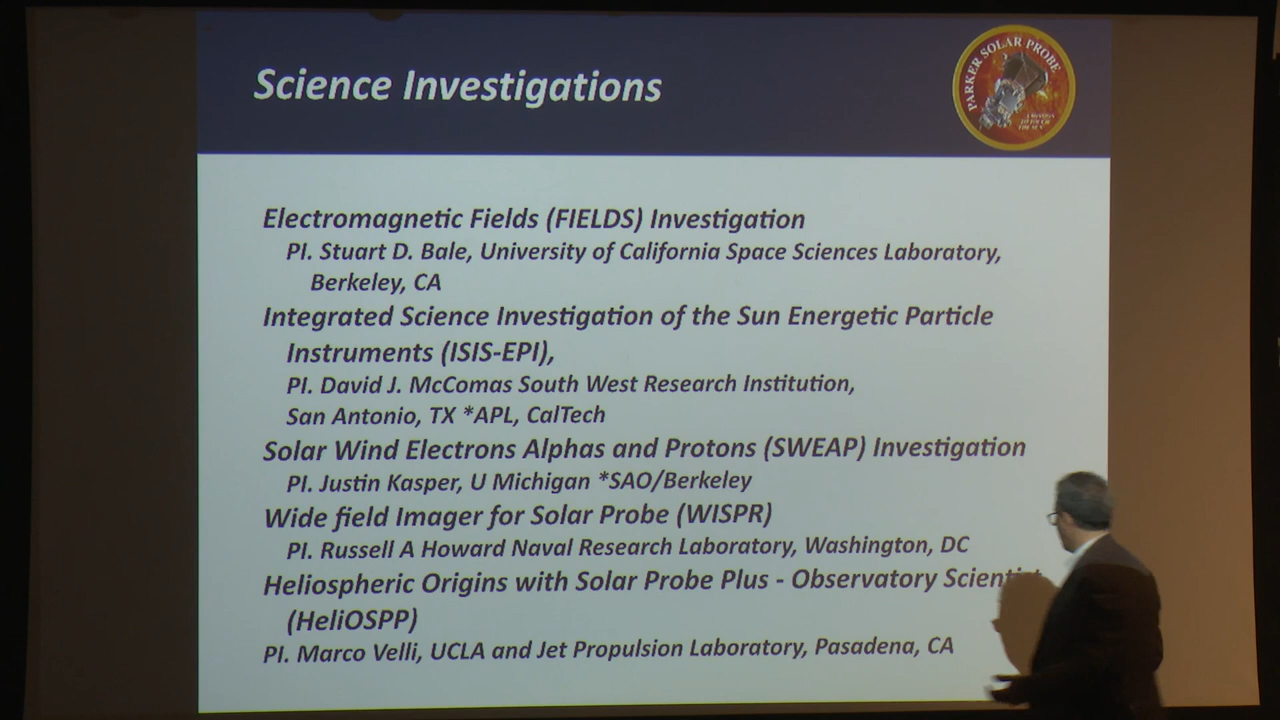 Science Investigations
PARKER SOLAR PROBE
Electromagnetic Fields (FIELDS) Investigation
PI. Stuart D. Bale, University of California Space Sciences Laboratory,
Berkeley, CA
Integrated Science Investigation of the Sun Energetic Particle
Instruments (ISIS-EPI),
PI. David J. McComas South West Research Institution,
San Antonio, TX *APL, CalTech
Solar Wind Electrons Alphas and Protons (SWEAP) Investigation
PI. Justin Kasper, U Michigan *SAO/Berkeley
Wide field Imager for Solar Probe (WISPR)
PI. Russell A Howard Naval Research Laboratory, Washington, DC
Heliospheric Origins with Solar Probe Plus - Observatory Scientist
(HeliOSPP)
PI. Marco Velli, UCLA and Jet Propulsion Laboratory, Pasadena, CA